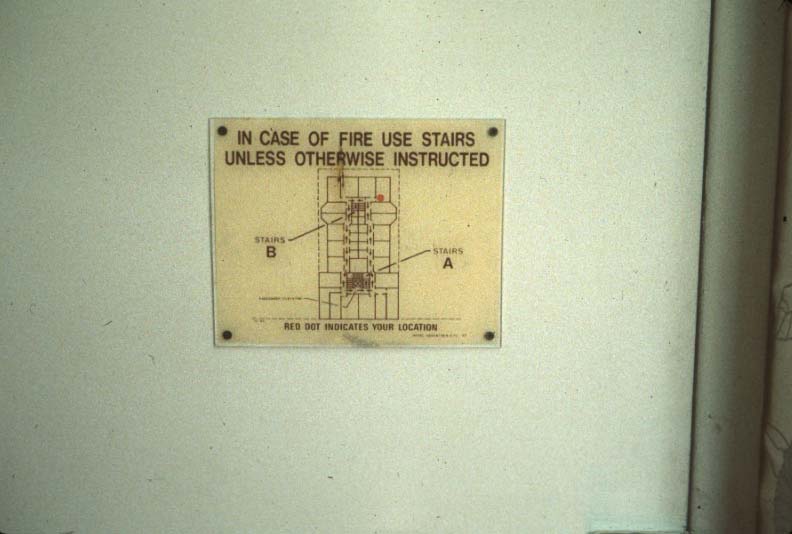 IN CASE OF FIRE USE STAIRS
UNLESS OTHERWISE INSTRUCTED
STAIRS
B
STAIRS
A
RED DOT INDICATES YOUR LOCATION